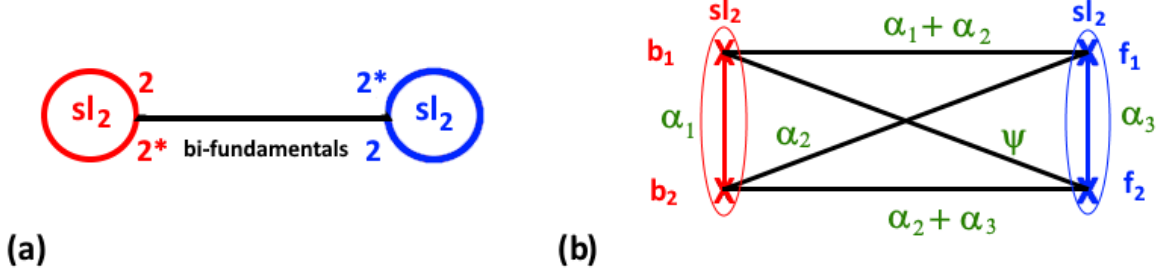 sl₂
2
2*
bi-fundamentals
2*
2
sl₂
(a)
sl₂
sl₂
b₁
α₁ + α₂
f₁
α₁
α₂
ψ
α₃
b₂
α₂ + α₃
f₂
(b)